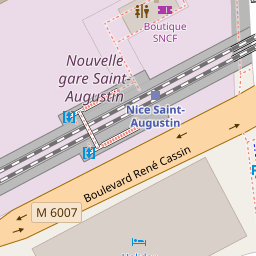 Boutique
SNCF
Nouvelle
gare Saint-
Augustin
Nice Saint-
Augustin
Boulevard René Cassin
M 6007